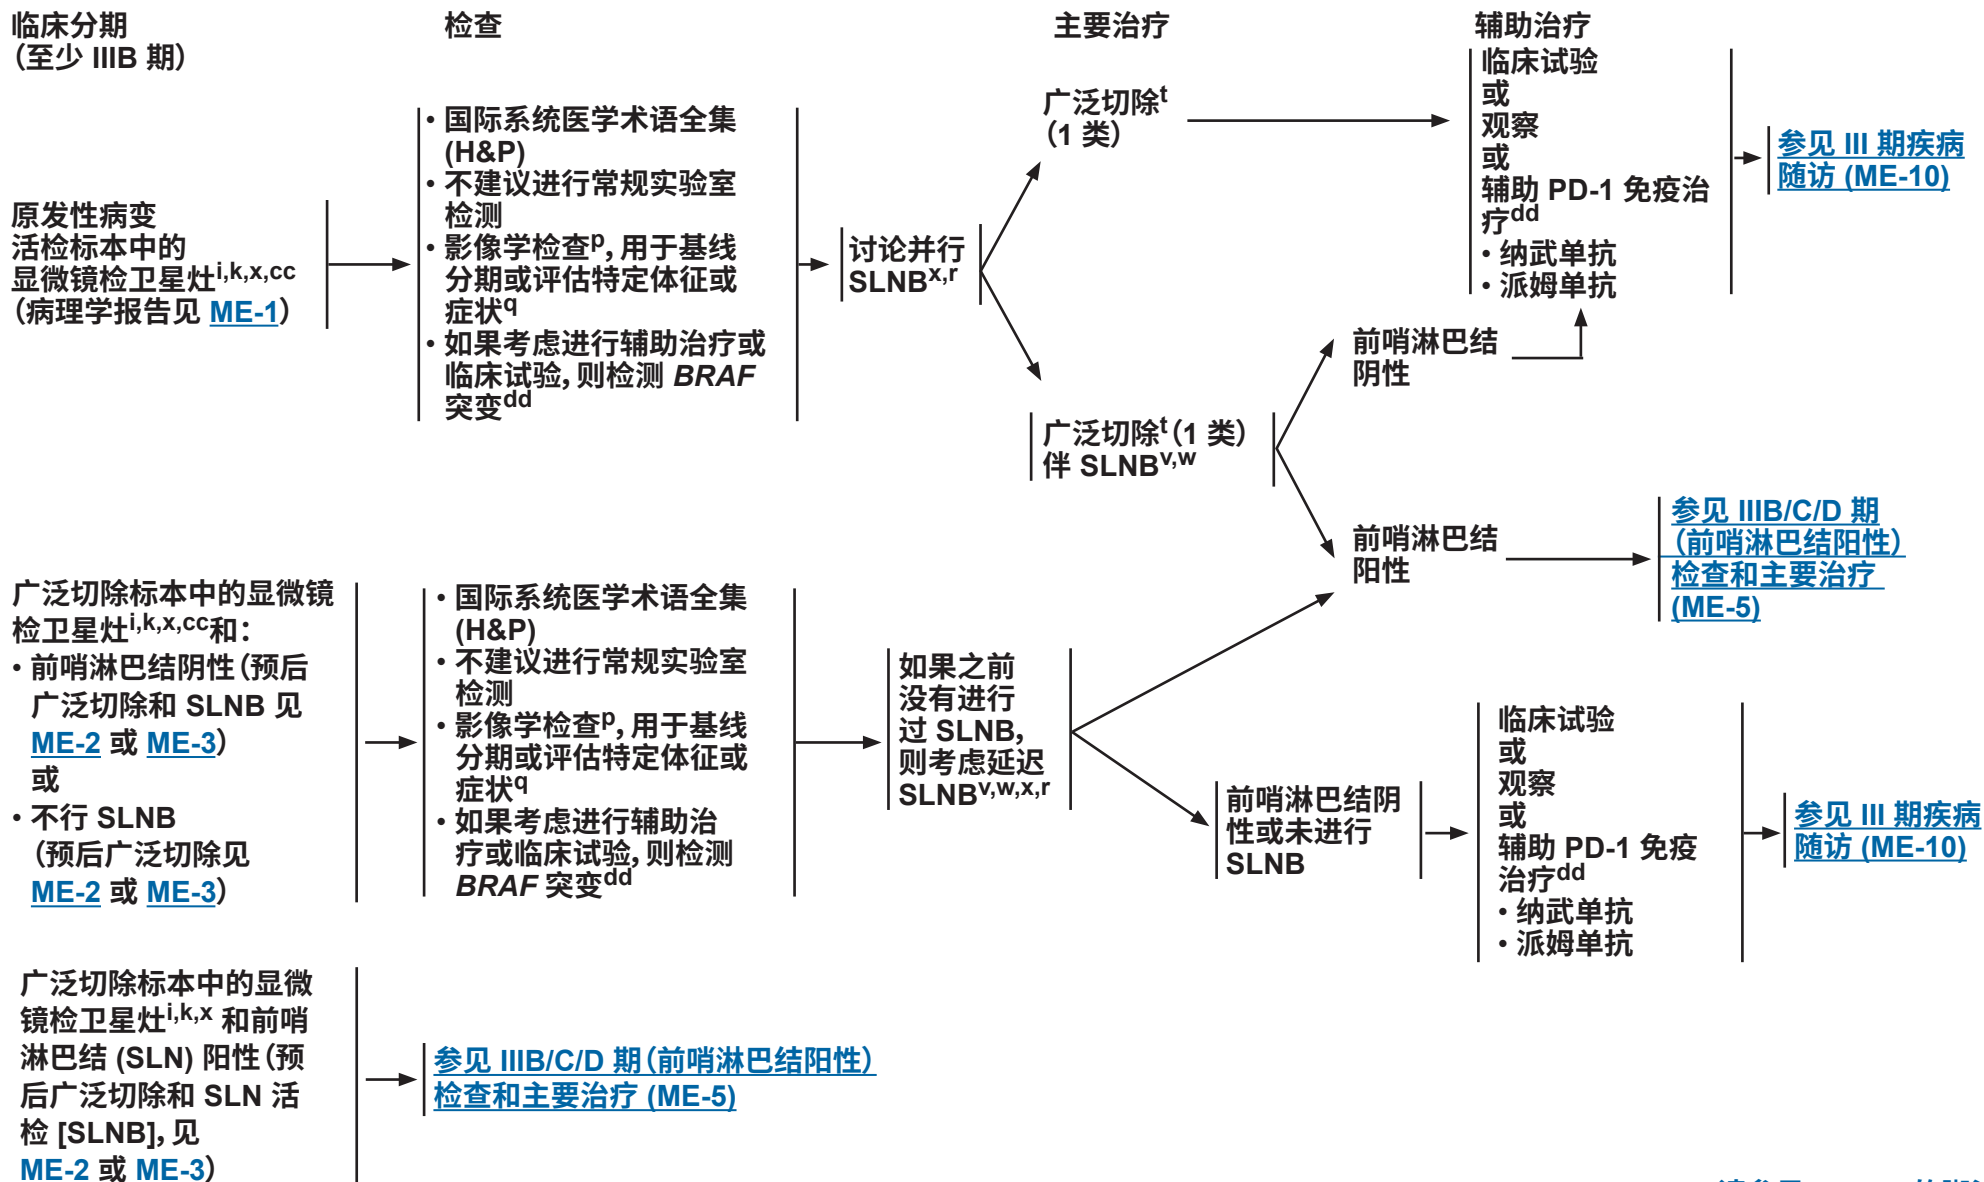 临床分期
(至少 IIIB 期)
检查
主要治疗
辅助治疗
原发性病变
活检标本中的
显微镜检卫星灶i,k,x,cc
(病理学报告见 ME-1)
• 国际系统医学术语全集
(H&P)
• 不建议进行常规实验室
检测
• 影像学检查p, 用于基线
分期或评估特定体征或
症状q
• 如果考虑进行辅助治疗或
临床试验, 则检测 BRAF
突变dd
讨论并行
SLNBx,r
广泛切除t
(1 类)
广泛切除t (1 类)
伴 SLNBv,w
前哨淋巴结
阴性
前哨淋巴结
阳性
临床试验
或
观察
或
辅助 PD-1 免疫治
疗dd
• 纳武单抗
• 派姆单抗
参见 III 期疾病
随访 (ME-10)
参见 IIIB/C/D 期
(前哨淋巴结阳性)
检查和主要治疗
(ME-5)
广泛切除标本中的显微镜
检卫星灶i,k,x,cc和:
• 前哨淋巴结阴性 (预后
广泛切除和 SLNB 见
ME-2 或 ME-3)
或
• 不行 SLNB
(预后广泛切除见
ME-2 或 ME-3)
• 国际系统医学术语全集
(H&P)
• 不建议进行常规实验室
检测
• 影像学检查p, 用于基线
分期或评估特定体征或
症状q
• 如果考虑进行辅助治
疗或临床试验, 则检测
BRAF 突变dd
如果之前
没有进行
过 SLNB,
则考虑延迟
SLNBv,w,x,r
前哨淋巴结阴
性或未进行
SLNB
临床试验
或
观察
或
辅助 PD-1 免疫
治疗dd
• 纳武单抗
• 派姆单抗
参见 III 期疾病
随访 (ME-10)
广泛切除标本中的显微
镜检卫星灶i,k,x 和前哨
淋巴结 (SLN) 阳性 (预
后广泛切除和 SLN 活
检 [SLNB], 见
ME-2 或 ME-3)
参见 IIIB/C/D 期 (前哨淋巴结阳性)
检查和主要治疗 (ME-5)